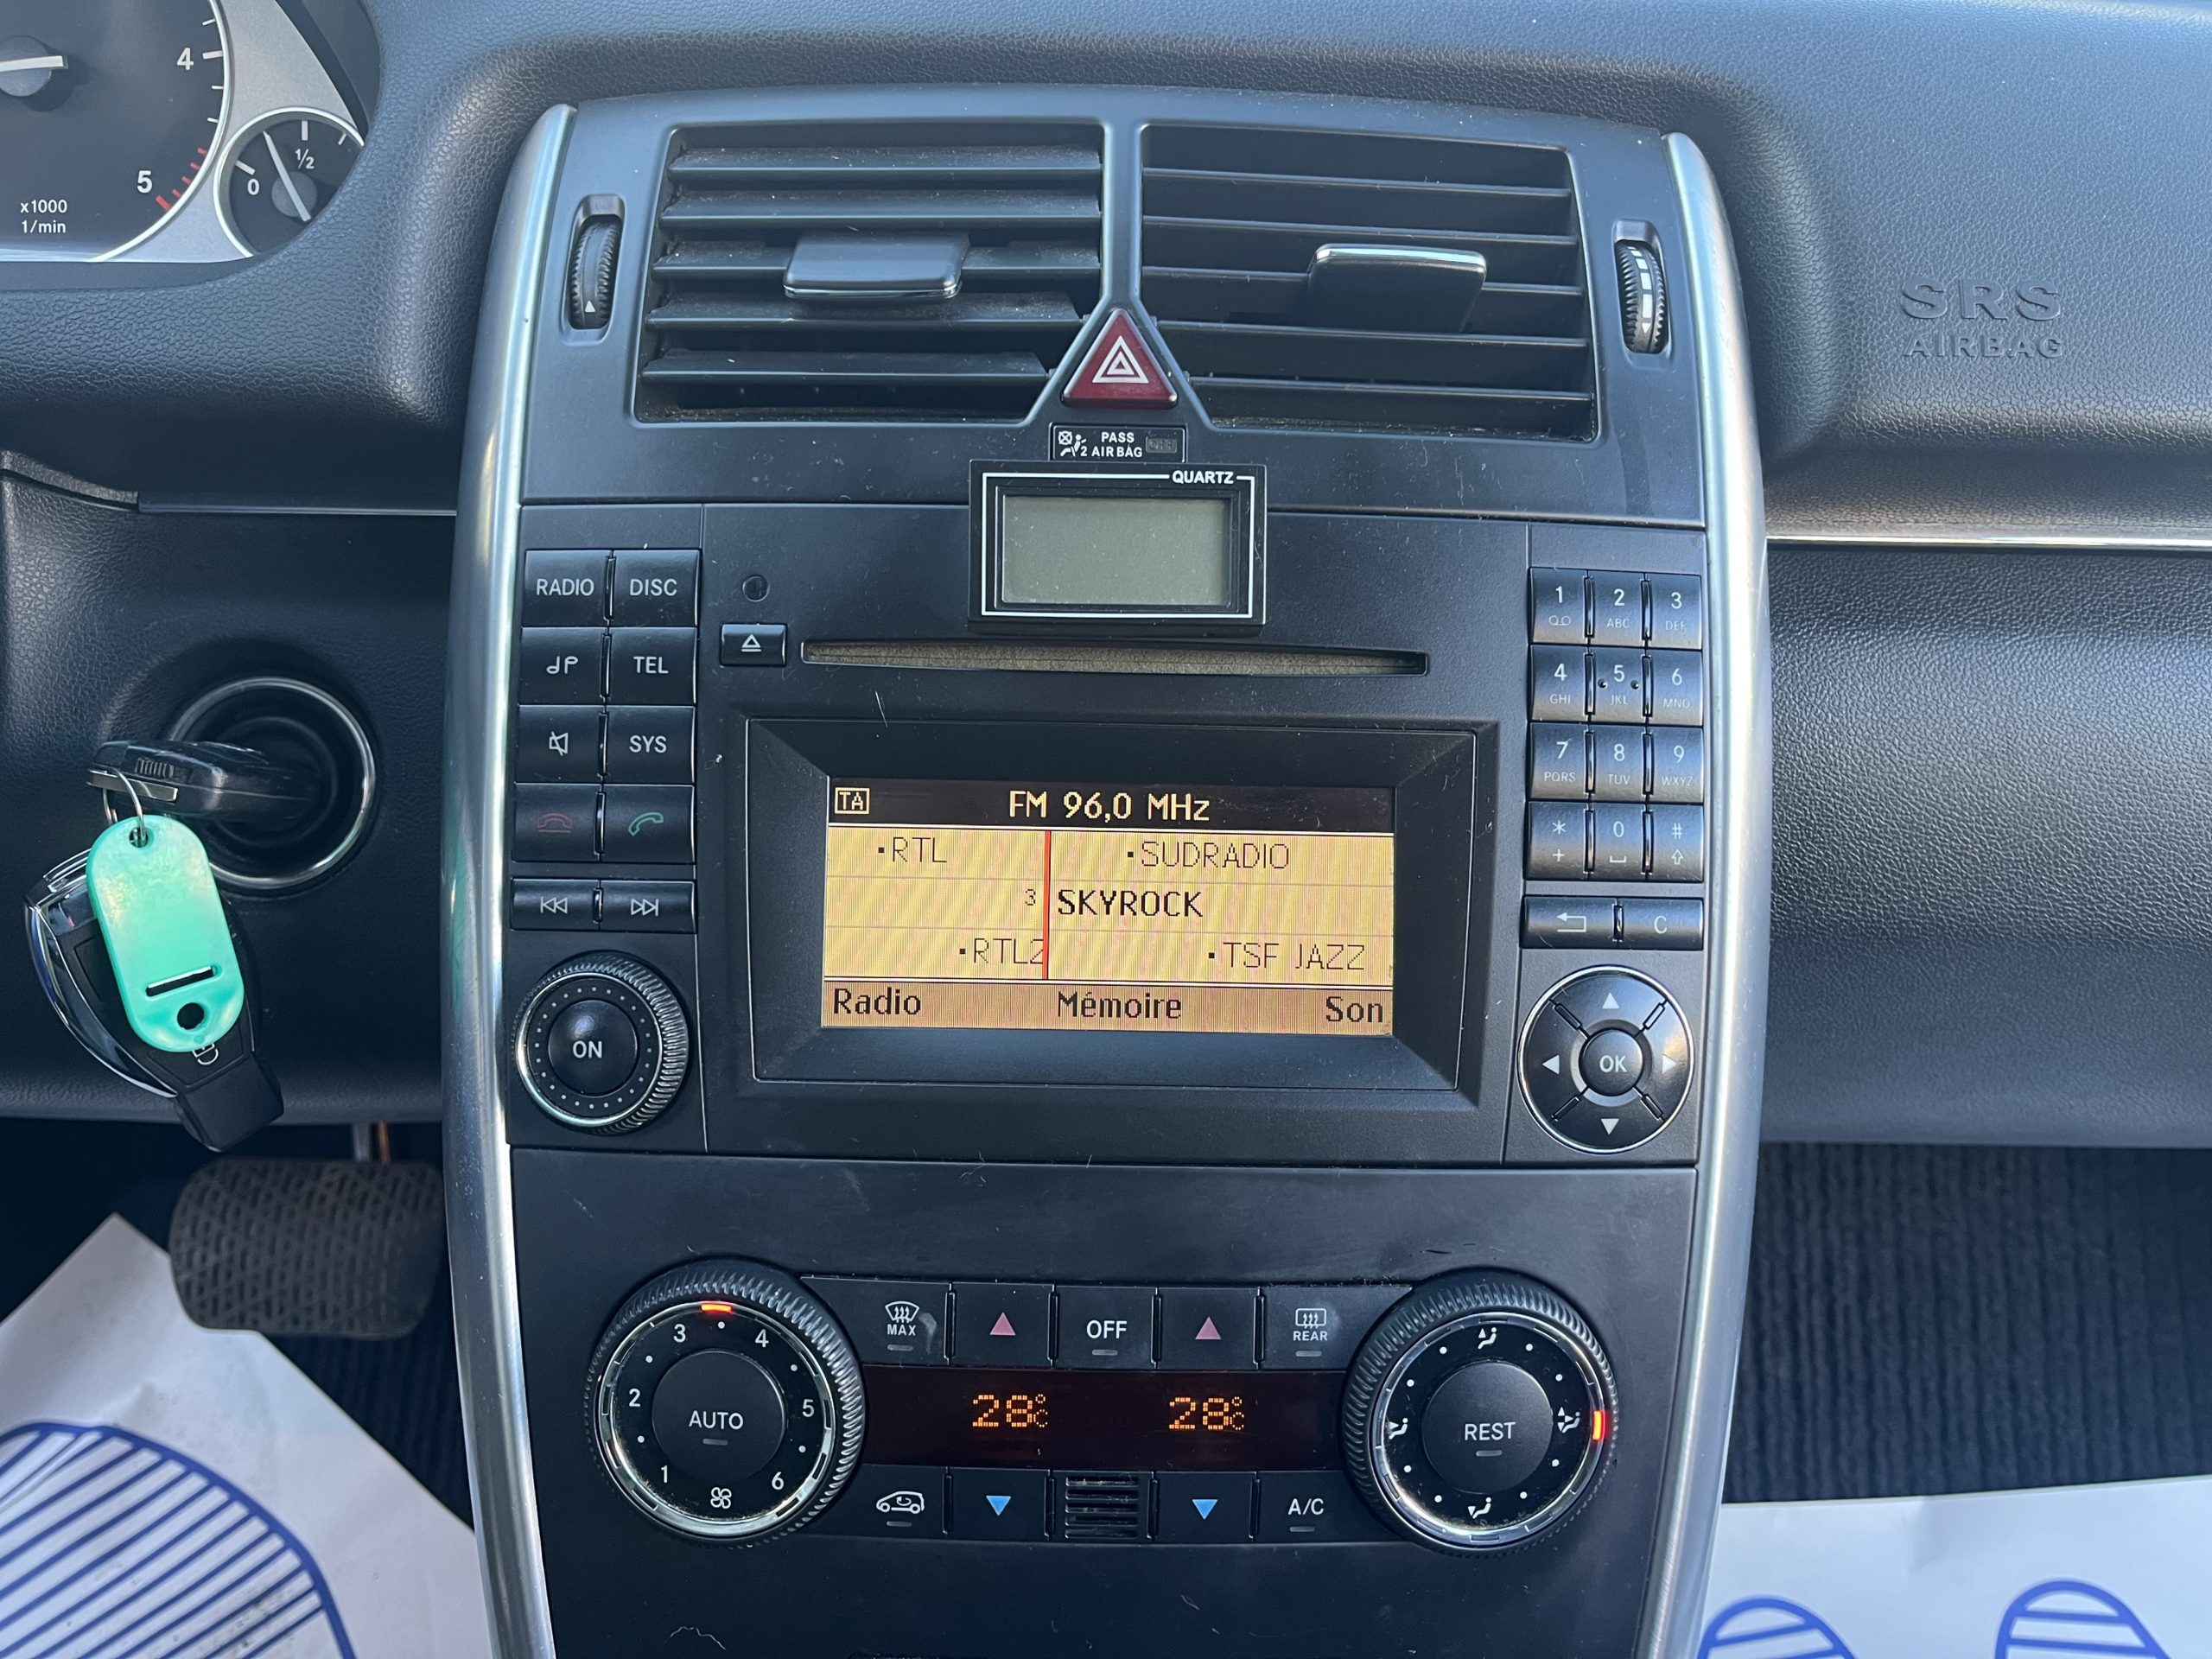 4
5
x1000
1/min
0
1/2
SRS
AIRBAG
PASS
2 AIRBAG
QUARTZ
RADIO DISC
TEL
SYS
ON
1 2 3
ABC DEF
4 5 6
GHI JKL MNO
7 8 9
PQRS TUV WXYZ
* 0 #
+
C
OK
TA FM 96,0 MHz
RTL SUDRADIO
3 SKYROCK
RTL2 TSF JAZZ
Radio Mémoire Son
MAX OFF REAR
3 4
2 5
1 6
AUTO
28°C 28°C
REST
A/C